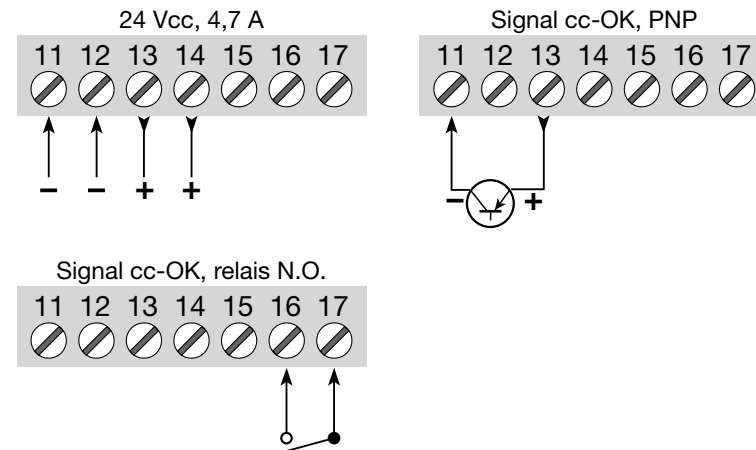 24 Vcc, 4,7 A
11 12 13 14 15 16 17
− − + +
Signal cc-OK, PNP
11 12 13 14 15 16 17
− +
Signal cc-OK, relais N.O.
11 12 13 14 15 16 17